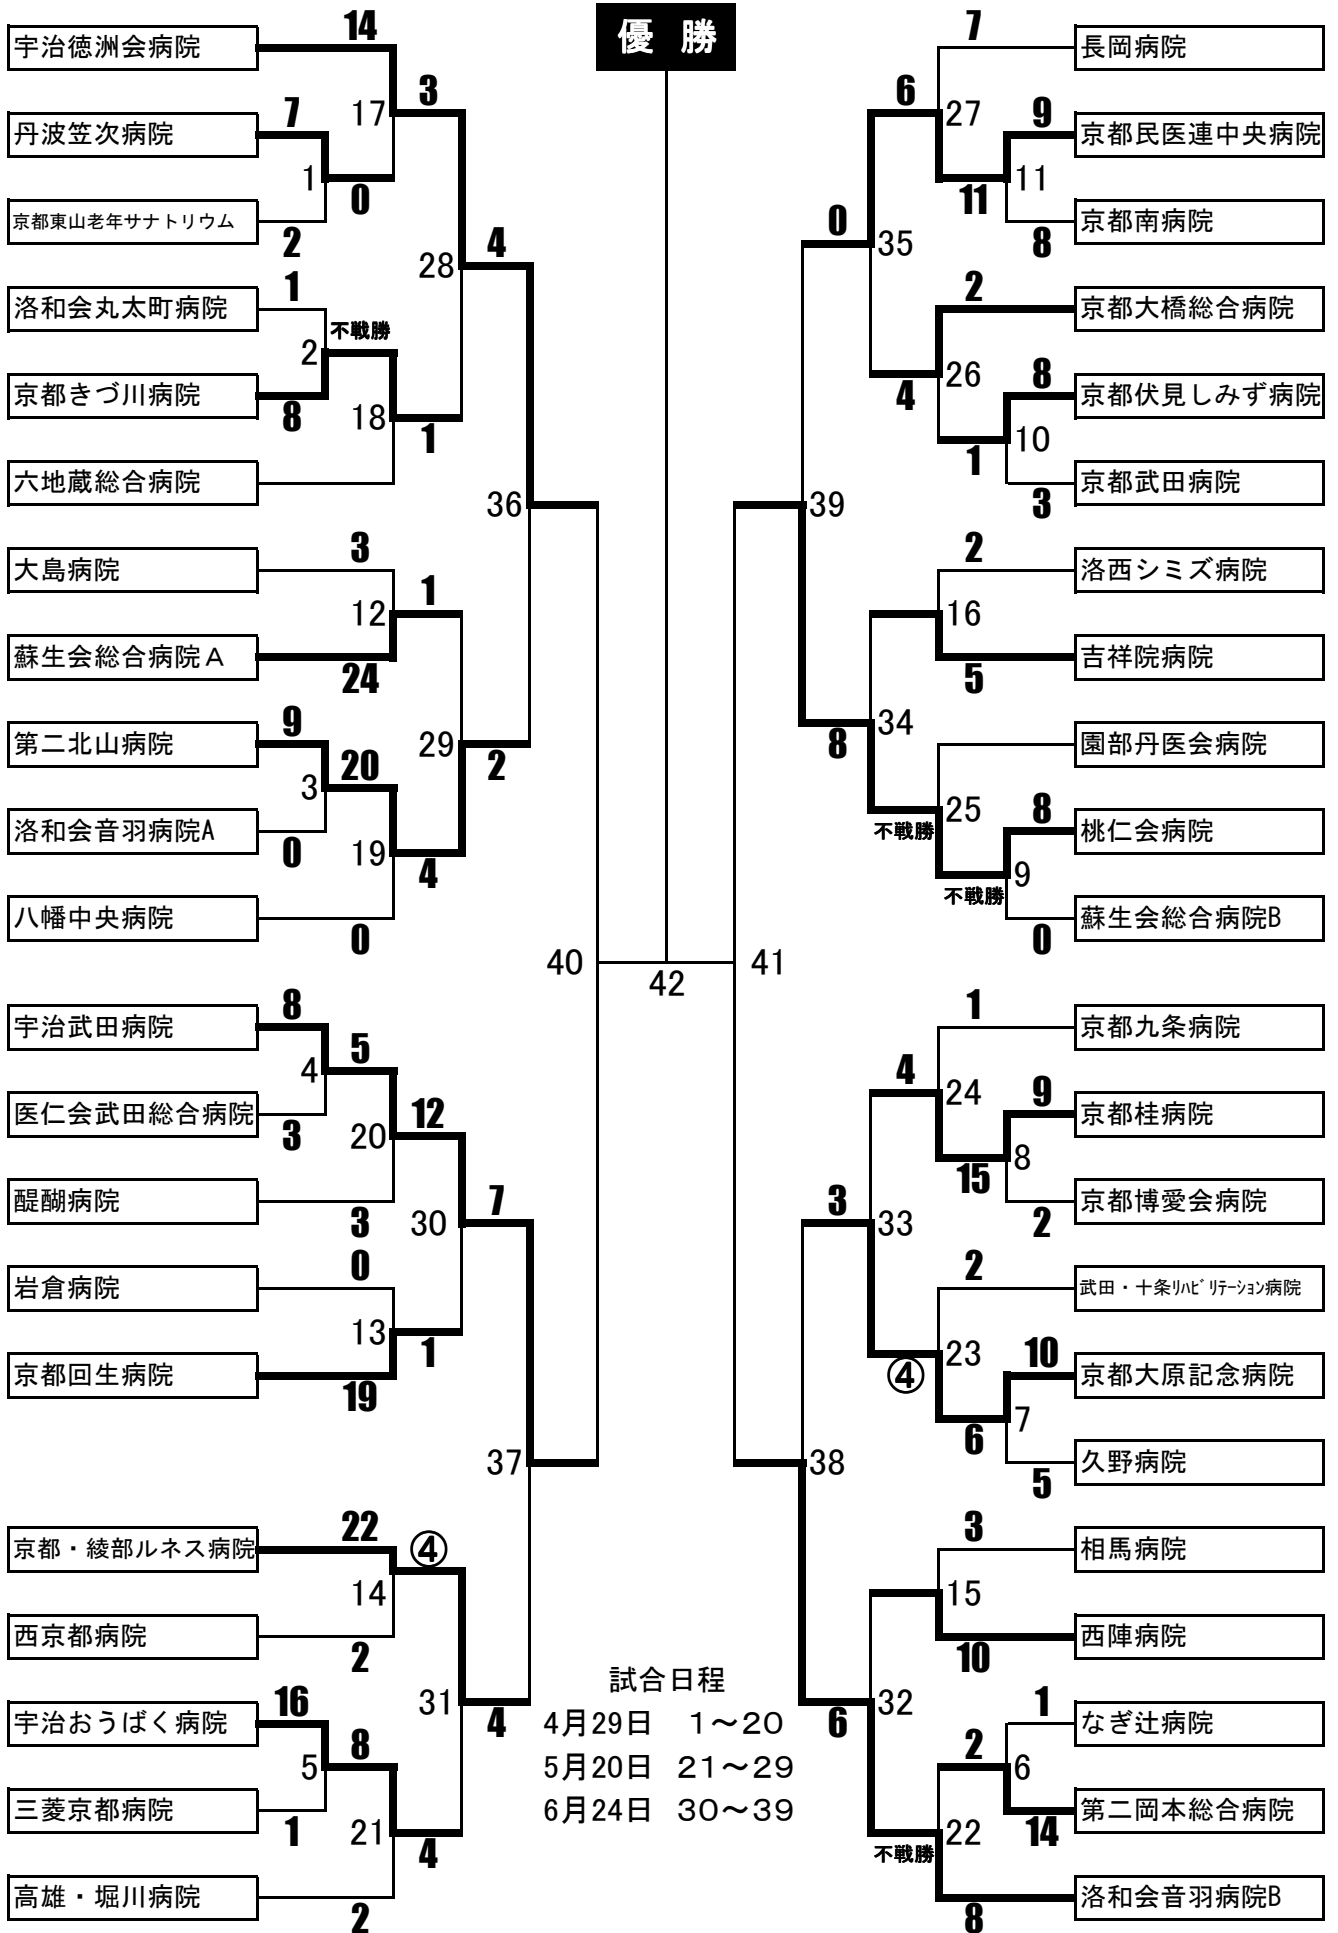 優 勝
14
宇治徳洲会病院
3
17
7
丹波笠次病院
1
0
京都東山老年サナトリウム
2
4
28
1
洛和会丸太町病院
不戦勝
2
京都きづ川病院
8
18
1
六地蔵総合病院
36
3
大島病院
1
12
蘇生会総合病院A
24
9
第二北山病院
29
2
20
3
洛和会音羽病院A
0
19
4
八幡中央病院
0
40
42
41
8
宇治武田病院
5
4
医仁会武田総合病院
3
12
20
醍醐病院
3
7
30
0
岩倉病院
13
1
京都回生病院
19
37
22
京都・綾部ルネス病院
④
14
西京都病院
2
31
4
16
宇治おうばく病院
8
5
三菱京都病院
1
21
4
高雄・堀川病院
2
7
長岡病院
6
27
9
京都民医連中央病院
11
11
京都南病院
8
0
35
2
京都大橋総合病院
26
4
8
京都伏見しみず病院
10
1
京都武田病院
3
39
2
洛西シミズ病院
16
吉祥院病院
5
34
8
園部丹医会病院
25
不戦勝
8
桃仁会病院
9
不戦勝
蘇生会総合病院B
0
1
京都九条病院
4
24
9
京都桂病院
8
15
京都博愛会病院
2
3
33
2
武田・十条ﾘﾊﾋﾞﾘﾃｰｼｮﾝ病院
23
④
10
京都大原記念病院
7
6
久野病院
5
38
3
相馬病院
15
西陣病院
10
32
6
1
なぎ辻病院
2
6
第二岡本総合病院
14
22
不戦勝
洛和会音羽病院B
8
試合日程
4月29日 1～20
5月20日 21～29
6月24日 30～39